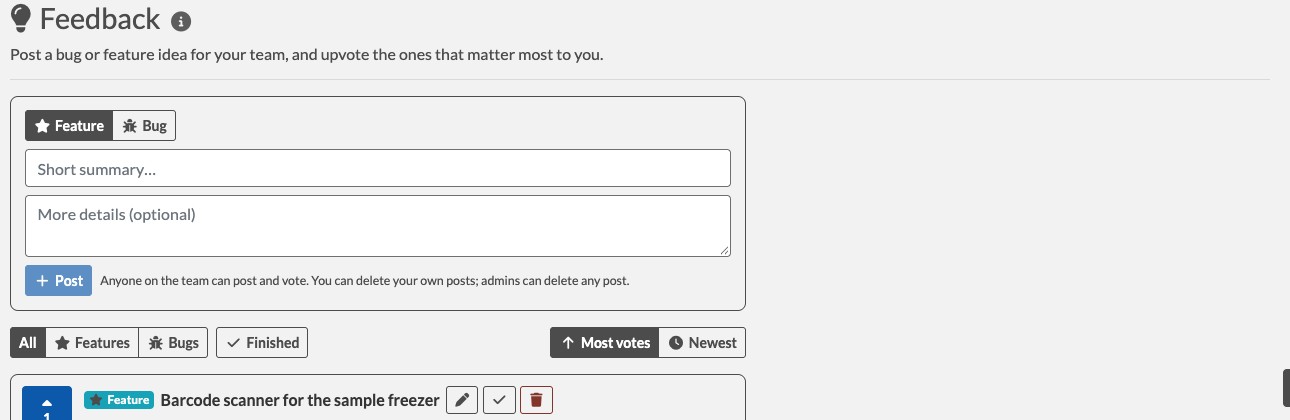 Feedback
Post a bug or feature idea for your team, and upvote the ones that matter most to you.
Feature Bug
Short summary...
More details (optional)
+ Post Anyone on the team can post and vote. You can delete your own posts; admins can delete any post.
All Features Bugs Finished Most votes Newest
Feature Barcode scanner for the sample freezer
1